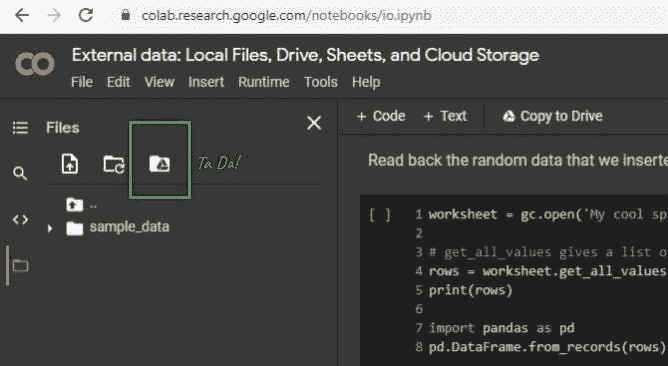 colab.research.google.com/notebooks/io.ipynb
CO
External data: Local Files, Drive, Sheets, and Cloud Storage
File Edit View Insert Runtime Tools Help
Files
+ Code + Text Copy to Drive
Ta Da!
Read back the random data that we inserte
..
sample_data
[ ] 1 worksheet = gc.open('My cool sp
2
3 # get_all_values gives a list o
4 rows = worksheet.get_all_values
5 print(rows)
6
7 import pandas as pd
8 pd.DataFrame.from_records(rows)